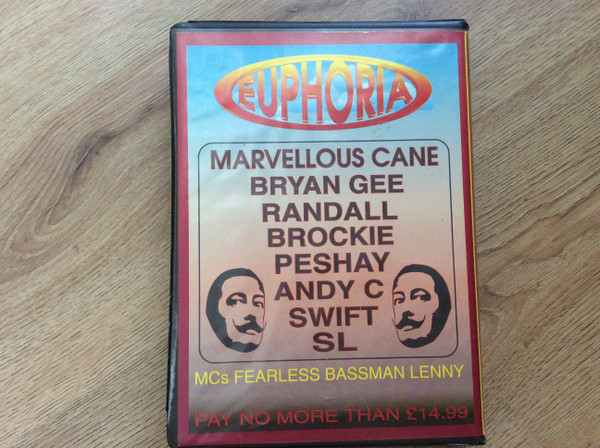 EUPHORIA
MARVELLOUS CANE
BRYAN GEE
RANDALL
BROCKIE
PESHAY
ANDY C
SWIFT
SL
MCs FEARLESS BASSMAN LENNY
PAY NO MORE THAN £14.99